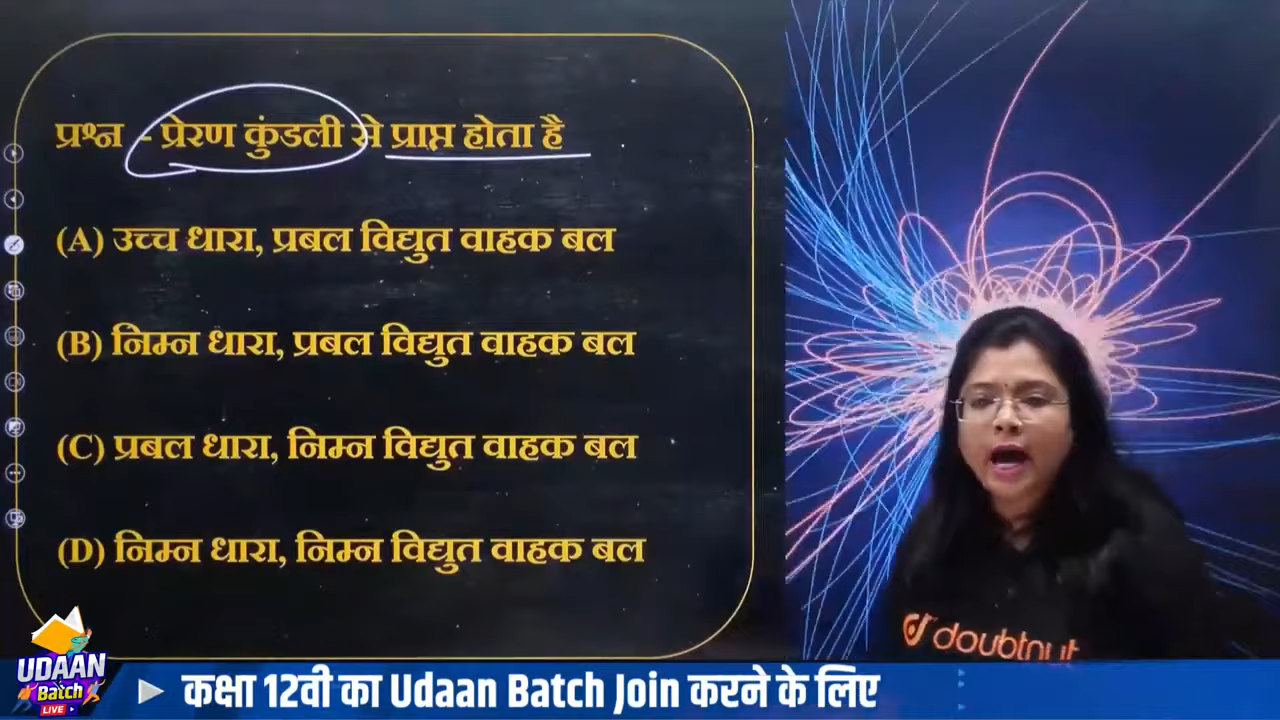 प्रश्न - प्रेरण कुंडली से प्राप्त होता है
(A) उच्च धारा, प्रबल विद्युत वाहक बल
(B) निम्न धारा, प्रबल विद्युत वाहक बल
(C) प्रबल धारा, निम्न विद्युत वाहक बल
(D) निम्न धारा, निम्न विद्युत वाहक बल
doubtnut
UDAAN
Batch
LIVE
कक्षा 12वी का Udaan Batch Join करने के लिए